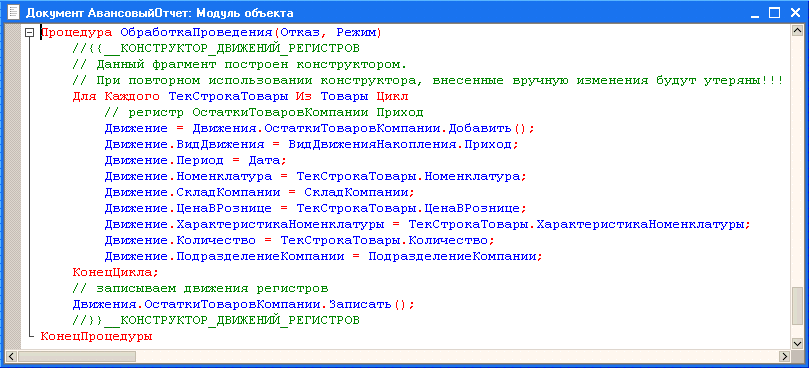 Документ АвансовыйОтчет: Модуль объекта
Процедура ОбработкаПроведения(Отказ, Режим)
//{{__КОНСТРУКТОР_ДВИЖЕНИЙ_РЕГИСТРОВ
// Данный фрагмент построен конструктором.
// При повторном использовании конструктора, внесенные вручную изменения будут утеряны!!!
Для Каждого ТекСтрокаТовары Из Товары Цикл
// регистр ОстаткиТоваровКомпании Приход
Движение = Движения.ОстаткиТоваровКомпании.Добавить();
Движение.ВидДвижения = ВидДвиженияНакопления.Приход;
Движение.Период = Дата;
Движение.Номенклатура = ТекСтрокаТовары.Номенклатура;
Движение.СкладКомпании = СкладКомпании;
Движение.ЦенаВРознице = ТекСтрокаТовары.ЦенаВРознице;
Движение.ХарактеристикаНоменклатуры = ТекСтрокаТовары.ХарактеристикаНоменклатуры;
Движение.Количество = ТекСтрокаТовары.Количество;
Движение.ПодразделениеКомпании = ПодразделениеКомпании;
КонецЦикла;
// записываем движения регистров
Движения.ОстаткиТоваровКомпании.Записать();
//}}__КОНСТРУКТОР_ДВИЖЕНИЙ_РЕГИСТРОВ
КонецПроцедуры